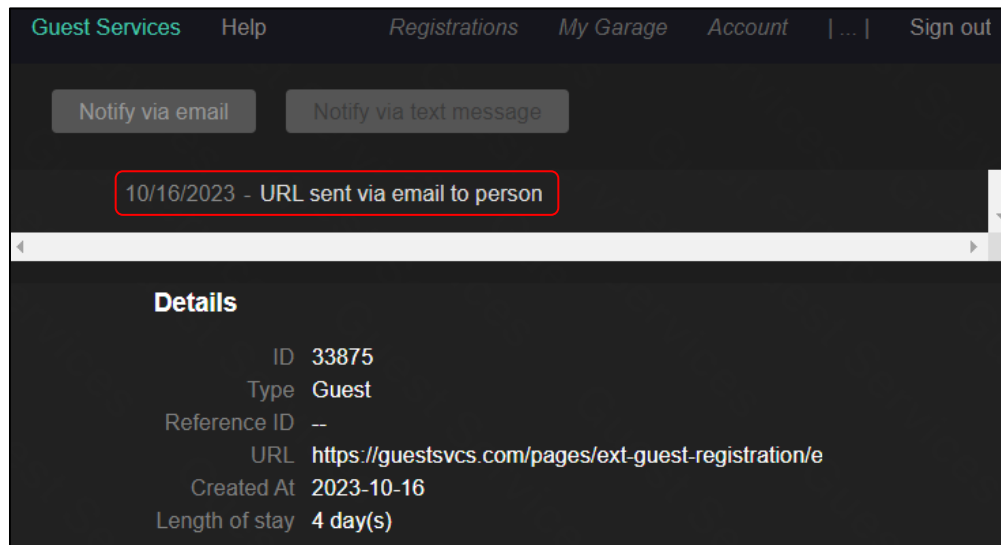 Guest Services Help Registrations My Garage Account | ... | Sign out
Notify via email Notify via text message
10/16/2023 - URL sent via email to person
Details
ID 33875
Type Guest
Reference ID --
URL https://guestsvcs.com/pages/ext-guest-registration/e
Created At 2023-10-16
Length of stay 4 day(s)